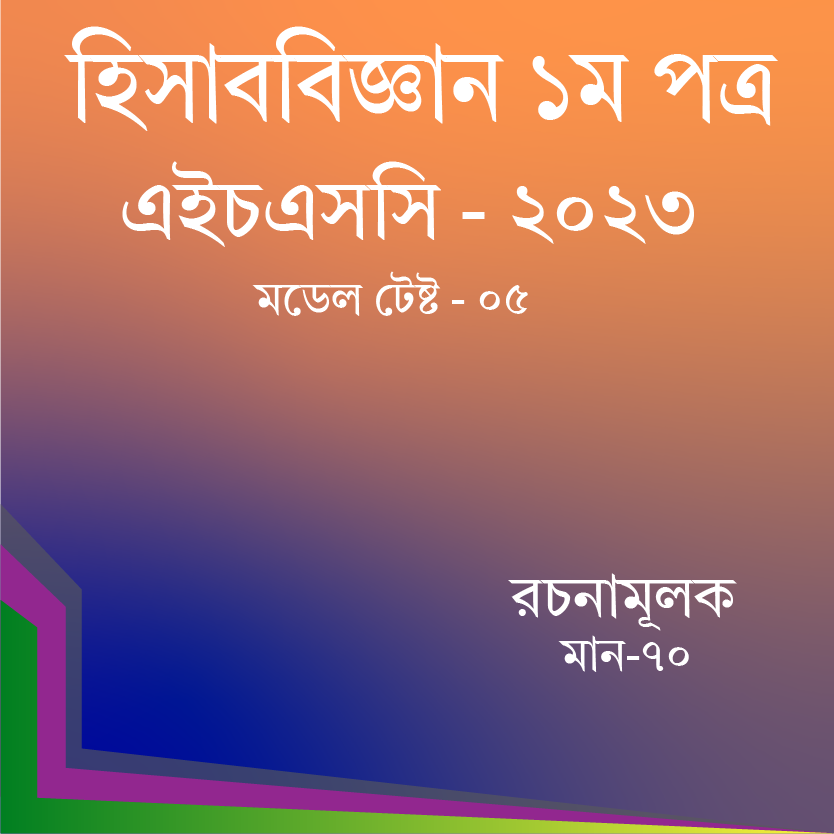 হিসাববিজ্ঞান ১ম পত্র
এইচএসসি - ২০২৩
মডেল টেষ্ট - ০৫
রচনামূলক
মান-৭০